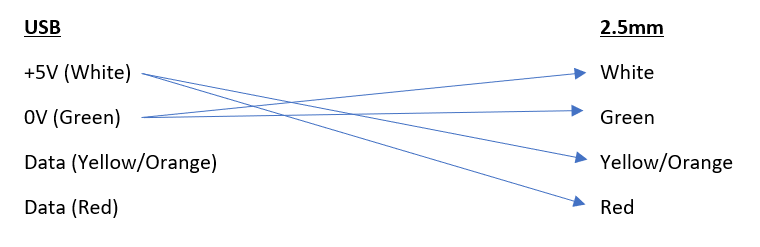 USB 2.5mm
+5V (White) White
0V (Green) Green
Data (Yellow/Orange) Yellow/Orange
Data (Red) Red